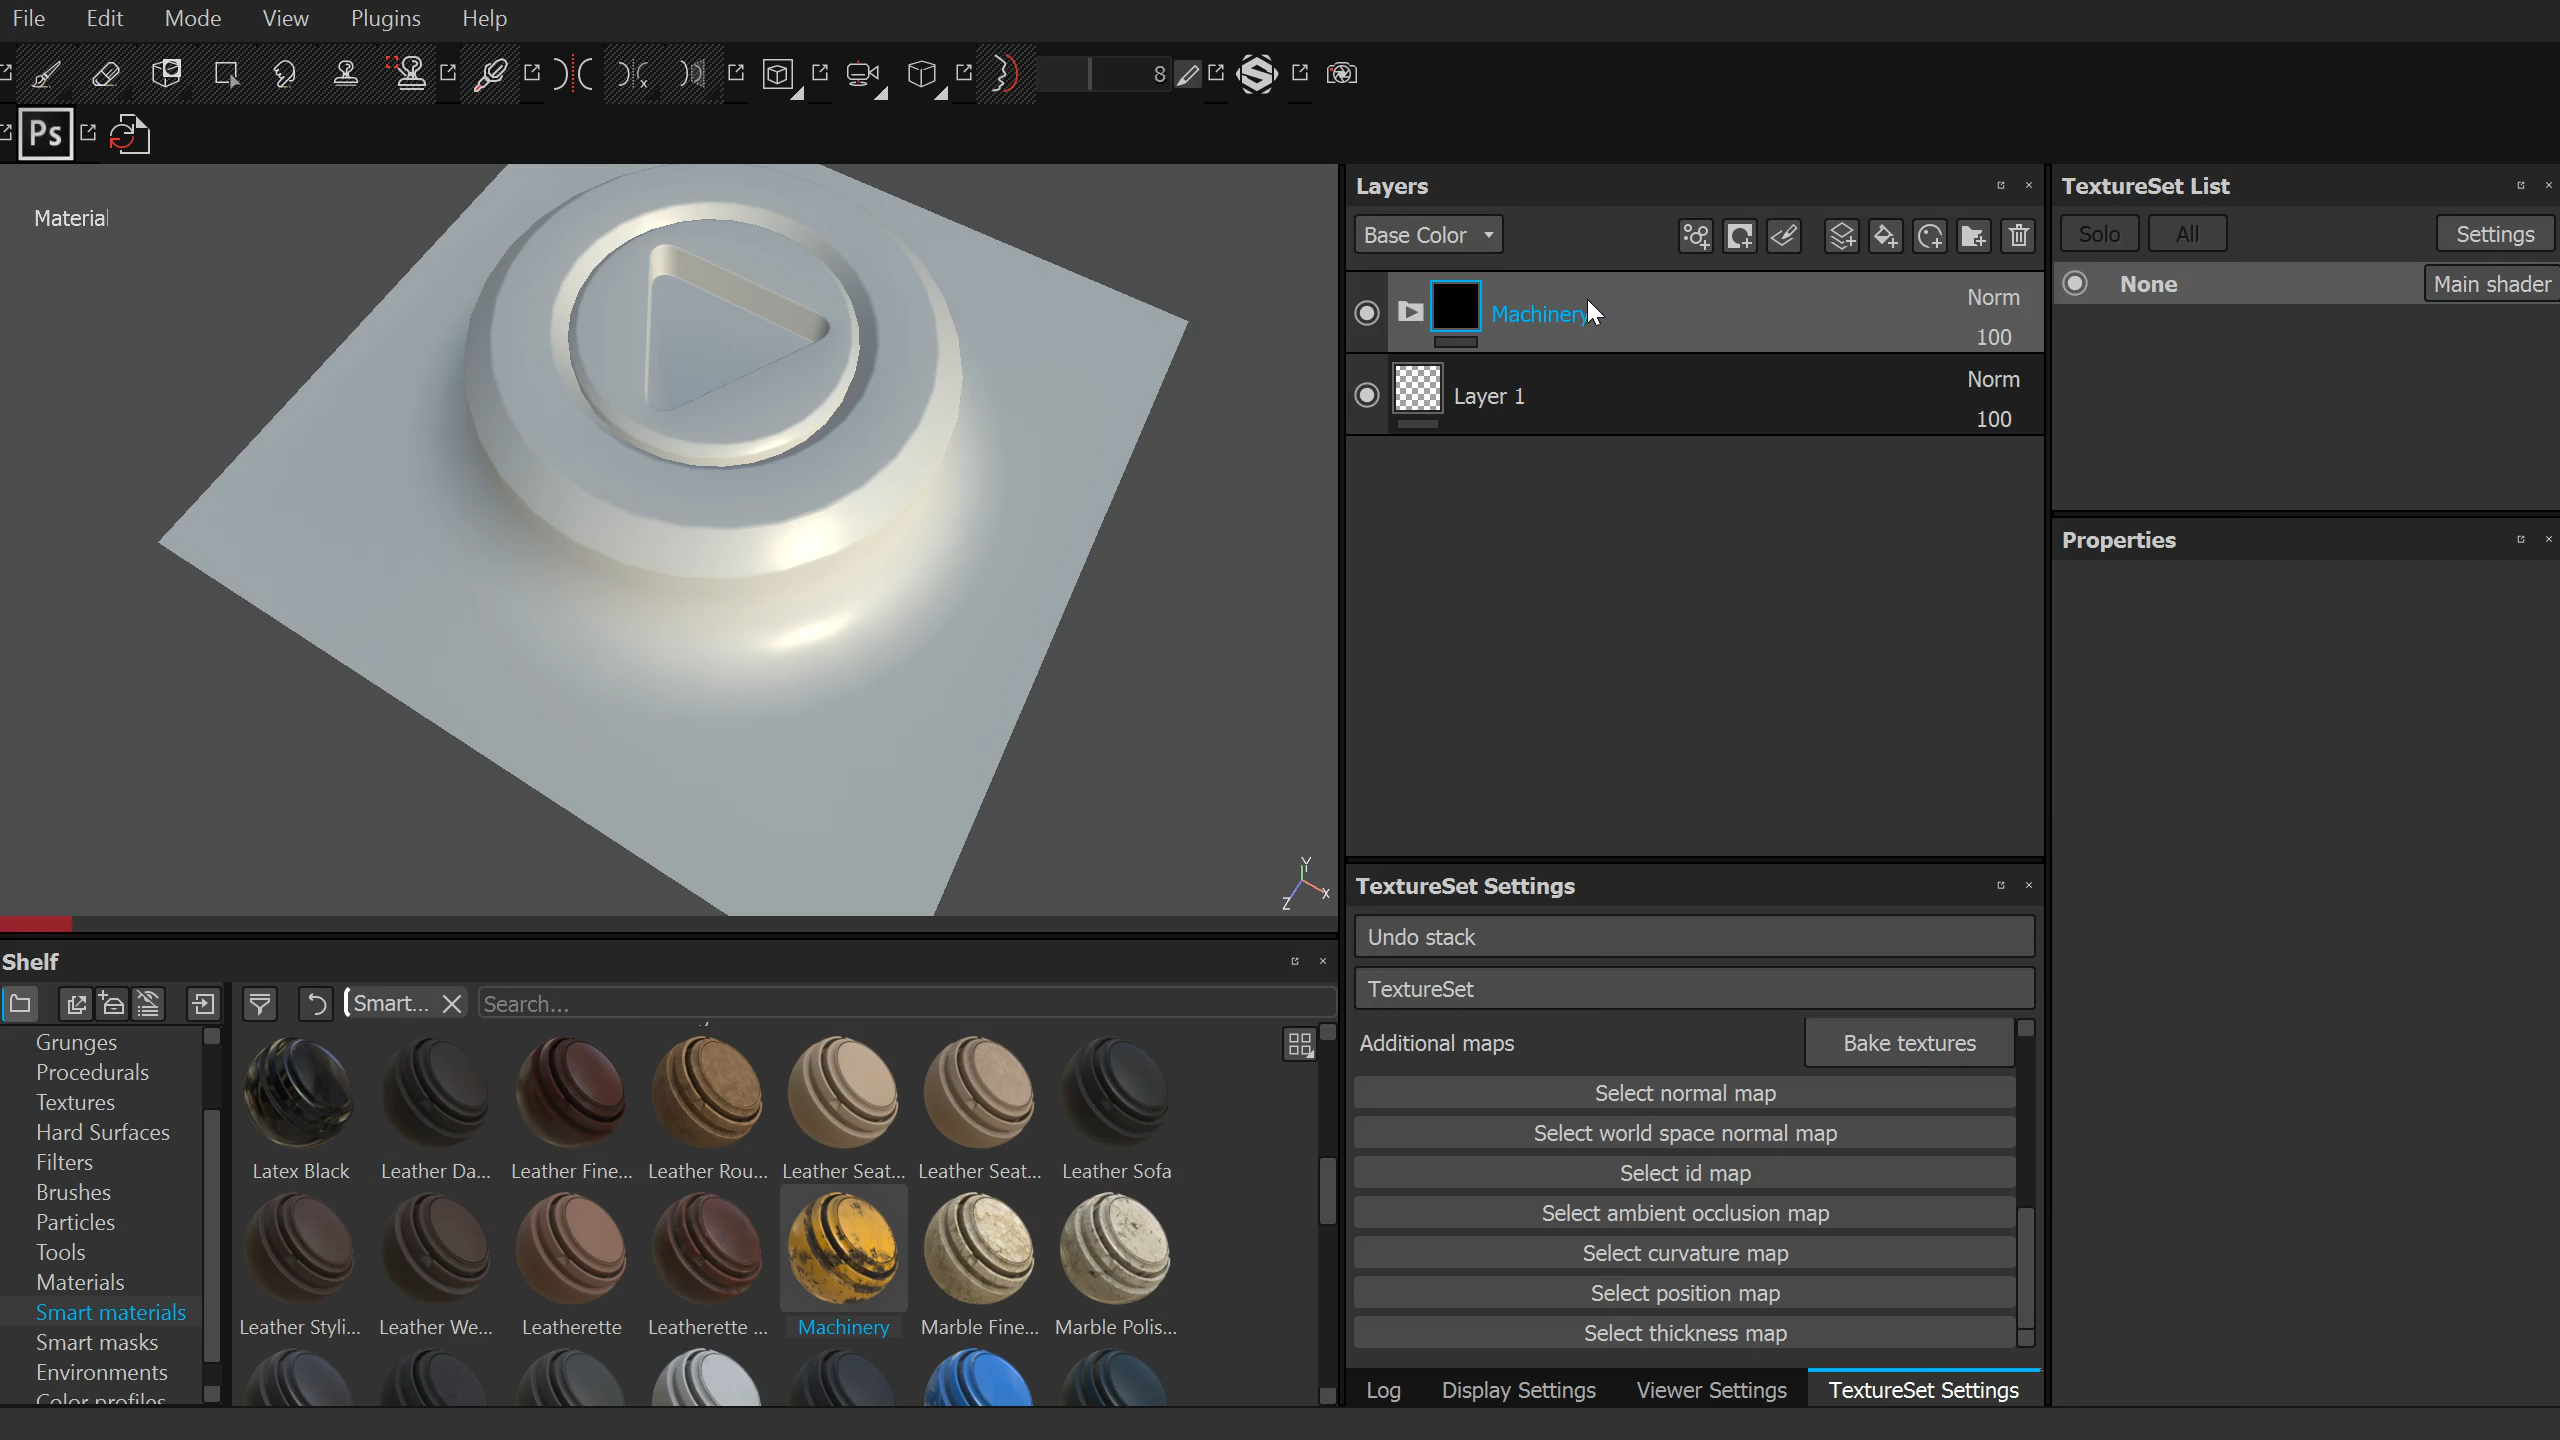 File Edit Mode View Plugins Help
8
Ps
Material
Layers
Base Color
Machinery
Norm
100
Layer 1
Norm
100
TextureSet List
Solo All Settings
None Main shader
Properties
TextureSet Settings
Undo stack
TextureSet
Additional maps Bake textures
Select normal map
Select world space normal map
Select id map
Select ambient occlusion map
Select curvature map
Select position map
Select thickness map
Log Display Settings Viewer Settings TextureSet Settings
Shelf
Smart... Search...
Grunges
Procedurals
Textures
Hard Surfaces
Filters
Brushes
Particles
Tools
Materials
Smart materials
Smart masks
Environments
Color profiles
Latex Black Leather Da... Leather Fine... Leather Rou... Leather Seat... Leather Seat... Leather Sofa
Leather Styli... Leather We... Leatherette Leatherette ... Machinery Marble Fine... Marble Polis...
Y
X
Z